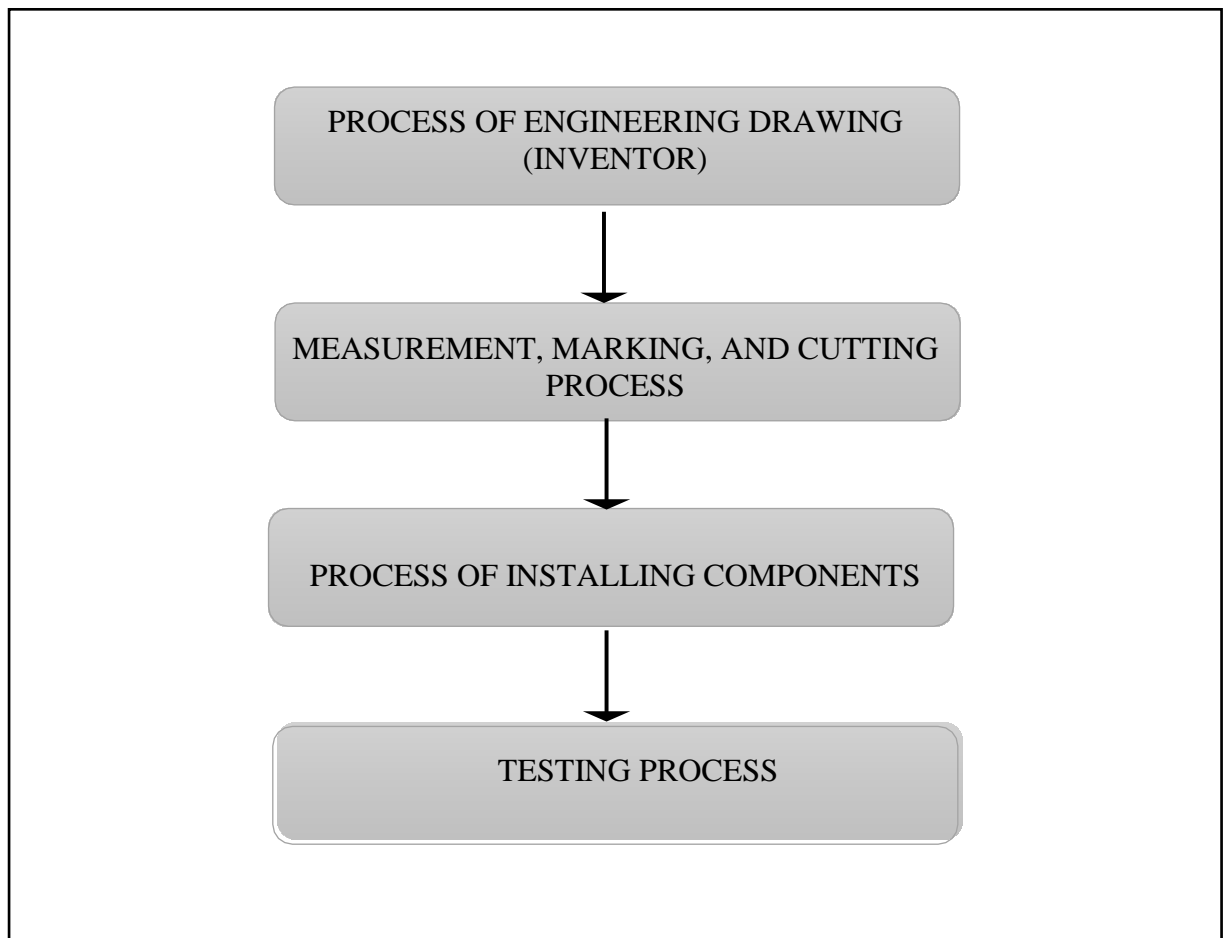 PROCESS OF ENGINEERING DRAWING
(INVENTOR)
MEASUREMENT, MARKING, AND CUTTING
PROCESS
PROCESS OF INSTALLING COMPONENTS
TESTING PROCESS